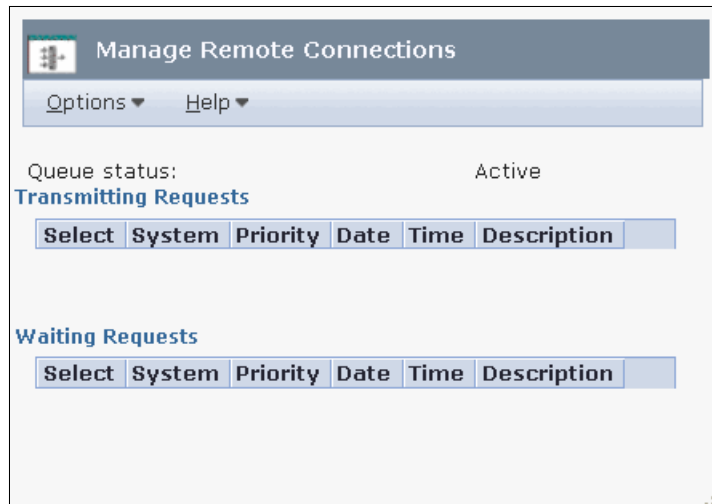 Manage Remote Connections
Options Help
Queue status: Active
Transmitting Requests
Select System Priority Date Time Description
Waiting Requests
Select System Priority Date Time Description